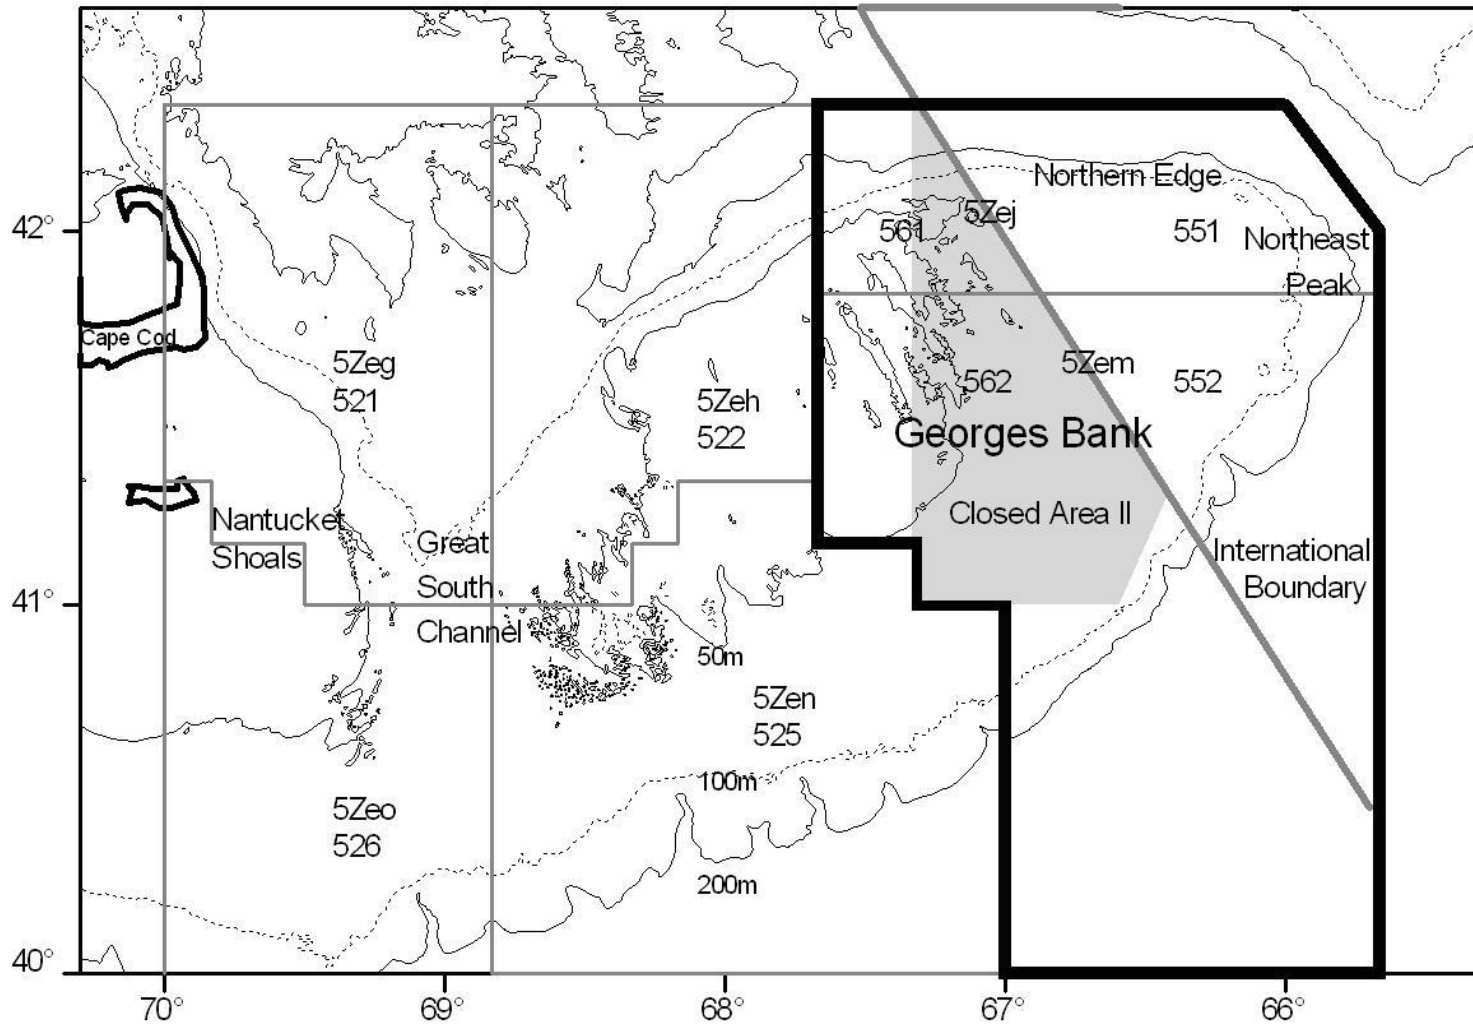 Northern Edge
5Zej
42°
561
551
Northeast
Peak
Cape Cod
5Zeg
521
5Zeh
522
5Zem
562
552
Georges Bank
Closed Area II
Nantucket
Shoals
Great
South
Channel
International
Boundary
41°
50m
5Zen
525
100m
5Zeo
526
200m
40°
70°
69°
68°
67°
66°